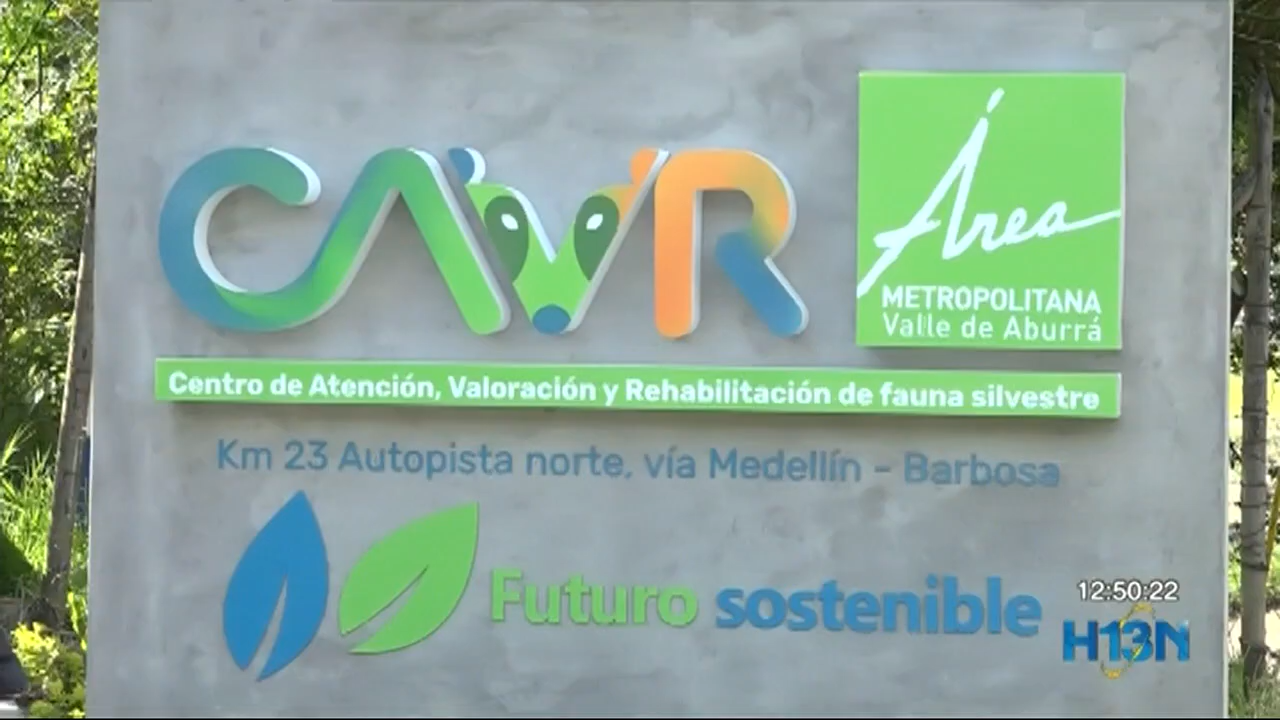 CAVR
Área
METROPOLITANA
Valle de Aburrá
Centro de Atención, Valoración y Rehabilitación de fauna silvestre
Km 23 Autopista norte, vía Medellín - Barbosa
Futuro sostenible
12:50:22
H13N